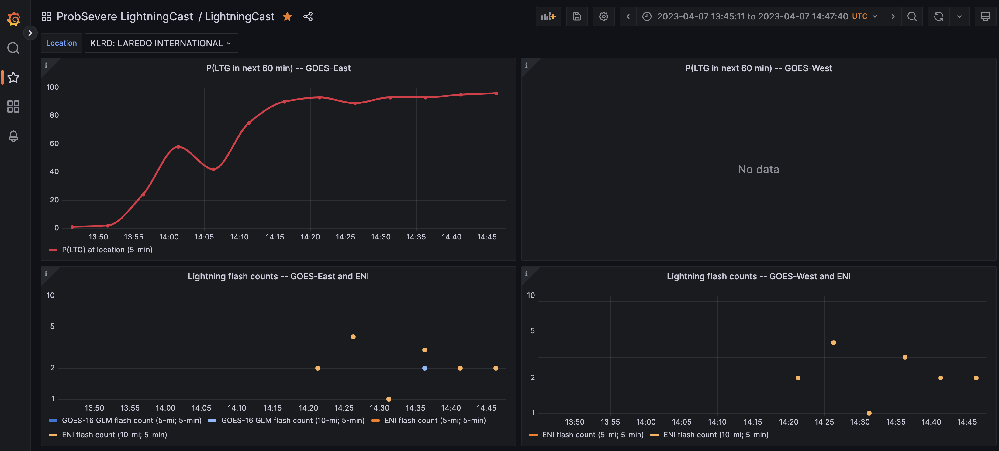 ProbSevere LightningCast / LightningCast
2023-04-07 13:45:11 to 2023-04-07 14:47:40 UTC
Location
KLRD: LAREDO INTERNATIONAL
P(LTG in next 60 min) -- GOES-East
100
80
60
40
20
0
13:50 13:55 14:00 14:05 14:10 14:15 14:20 14:25 14:30 14:35 14:40 14:45
P(LTG) at location (5-min)
P(LTG in next 60 min) -- GOES-West
No data
Lightning flash counts -- GOES-East and ENI
10
5
2
1
13:50 13:55 14:00 14:05 14:10 14:15 14:20 14:25 14:30 14:35 14:40 14:45
GOES-16 GLM flash count (5-mi; 5-min) GOES-16 GLM flash count (10-mi; 5-min) ENI flash count (5-mi; 5-min)
ENI flash count (10-mi; 5-min)
Lightning flash counts -- GOES-West and ENI
10
5
2
1
13:50 13:55 14:00 14:05 14:10 14:15 14:20 14:25 14:30 14:35 14:40 14:45
ENI flash count (5-mi; 5-min) ENI flash count (10-mi; 5-min)